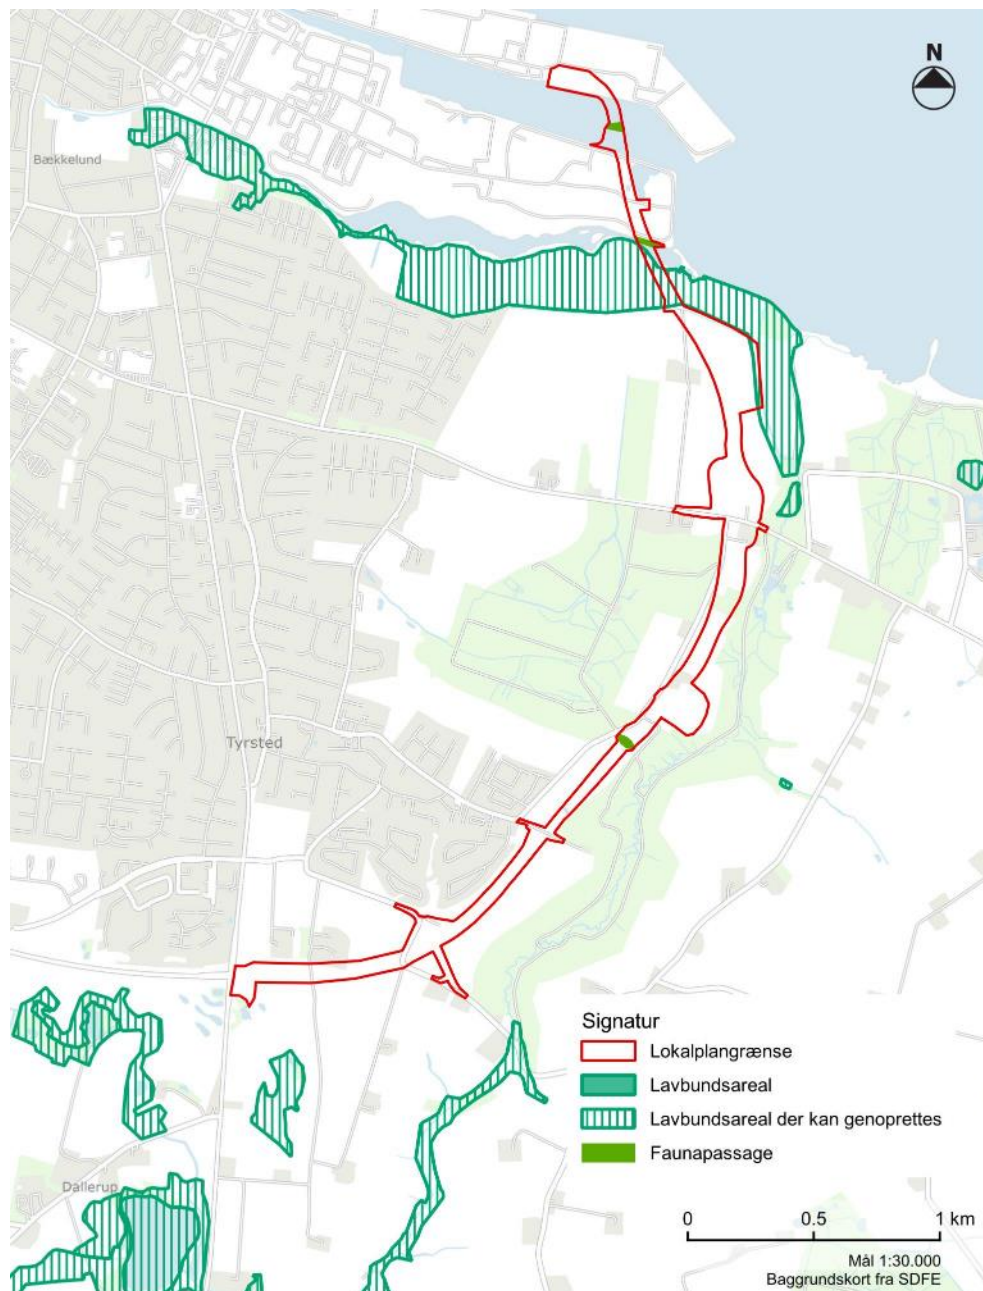 N
Bækkelund
Tyrsted
Signatur
Lokalplangrænse
Lavbundsareal
Lavbundsareal der kan genoprettes
Faunapassage
Dallerup
0 0.5 1 km
Mål 1:30.000
Baggrundskort fra SDFE